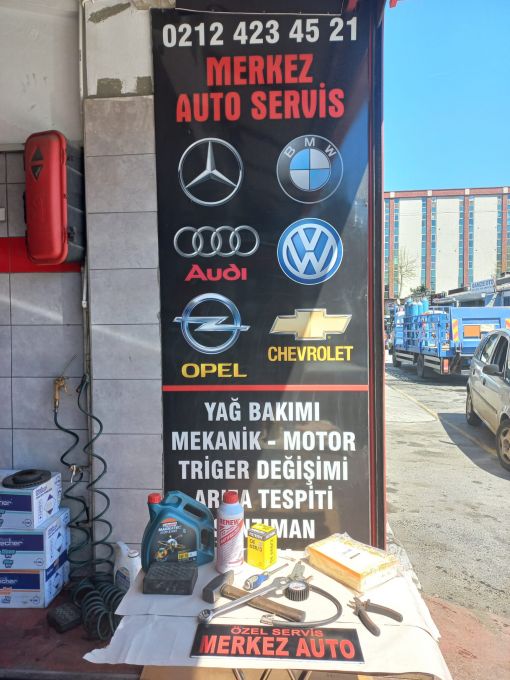 0212 423 45 21
MERKEZ
AUTO SERVİS
BMW
Audi
OPEL
CHEVROLET
YAĞ BAKIMI
MEKANİK - MOTOR
TRİGER DEĞİŞİMİ
TESPİTİ
ÖZEL SERVİS
MERKEZ AUTO